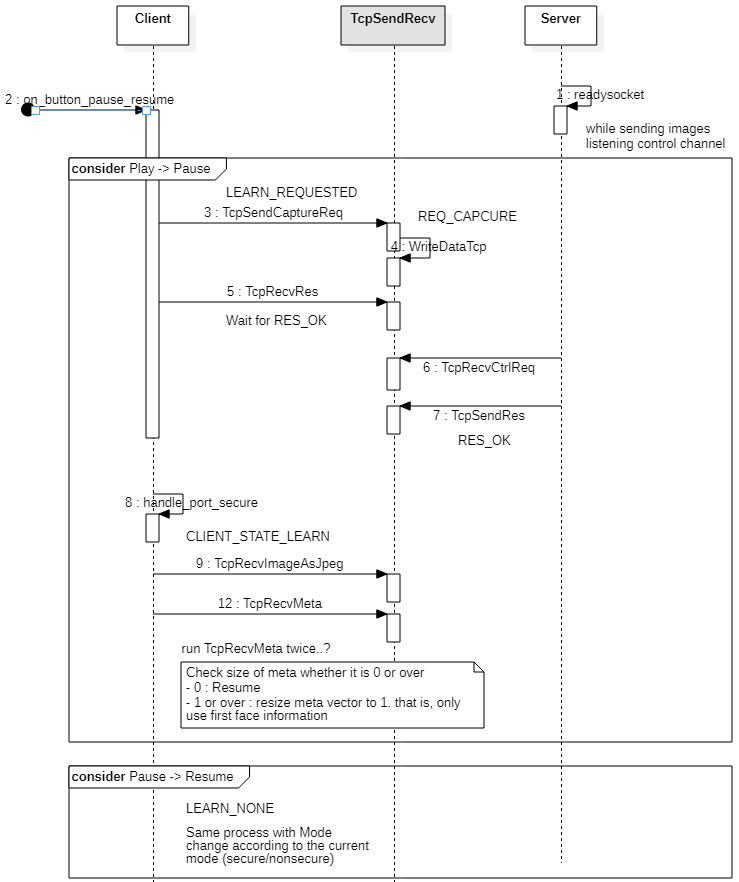 Client
TcpSendRecv
Server
1 : readysocket
2 : on_button_pause_resume
while sending images
listening control channel
consider Play -> Pause
LEARN_REQUESTED
3 : TcpSendCaptureReq
REQ_CAPCURE
4 : WriteDataTcp
5 : TcpRecvRes
Wait for RES_OK
6 : TcpRecvCtrlReq
7 : TcpSendRes
RES_OK
8 : handle_port_secure
CLIENT_STATE_LEARN
9 : TcpRecvImageAsJpeg
12 : TcpRecvMeta
run TcpRecvMeta twice..?
Check size of meta whether it is 0 or over
- 0 : Resume
- 1 or over : resize meta vector to 1. that is, only
use first face information
consider Pause -> Resume
LEARN_NONE
Same process with Mode
change according to the current
mode (secure/nonsecure)